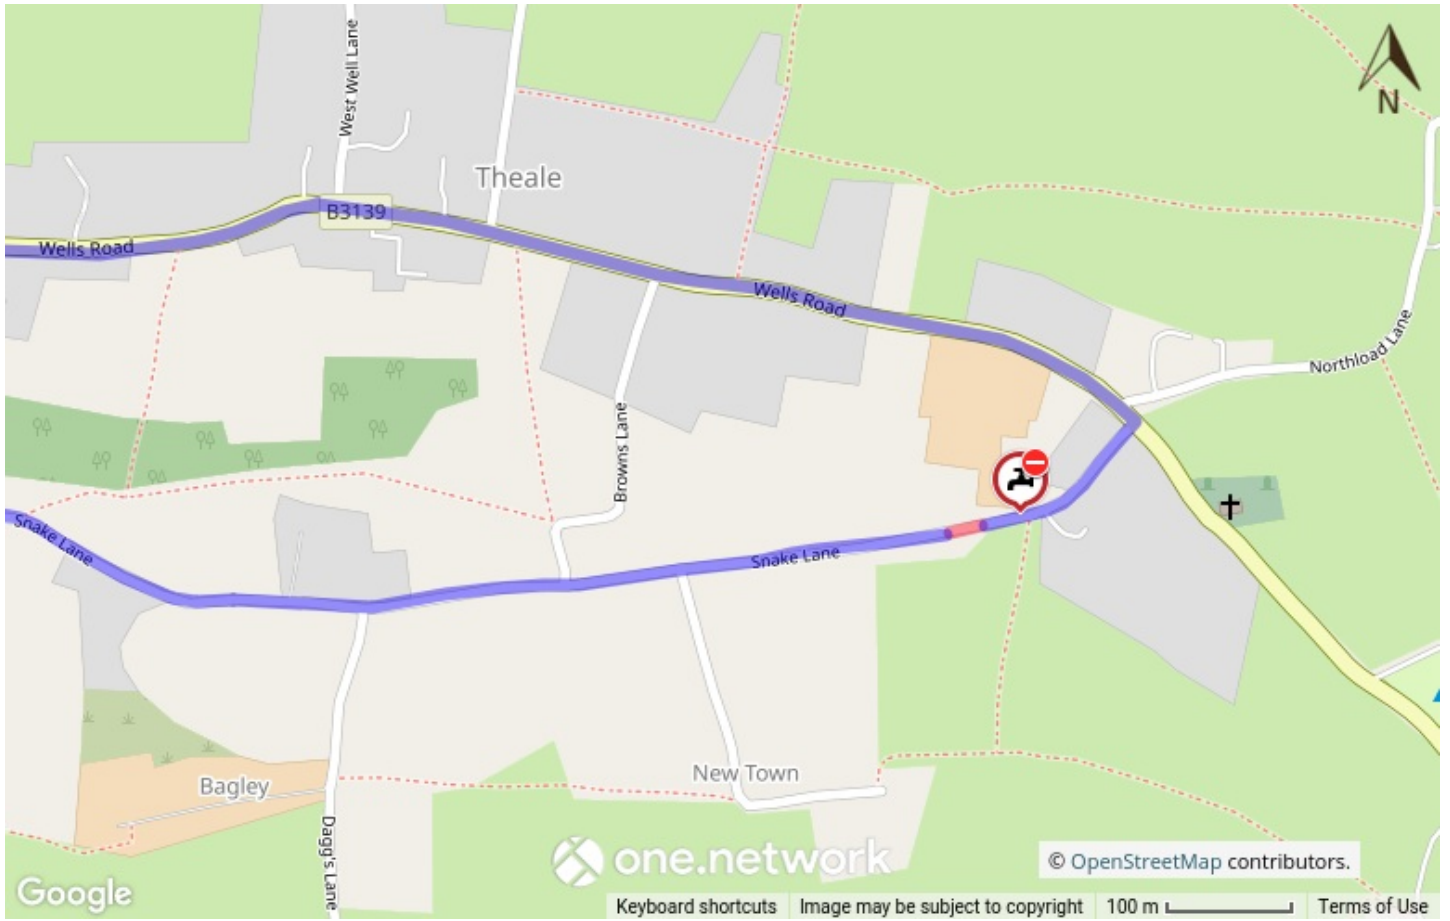 West Well Lane
N
Theale
B3139
Wells Road
Wells Road
Northload Lane
Browns Lane
Snake Lane
Snake Lane
New Town
Bagley
Dagg's Lane
one.network
© OpenStreetMap contributors.
Google
Keyboard shortcuts
Image may be subject to copyright
100 m
Terms of Use